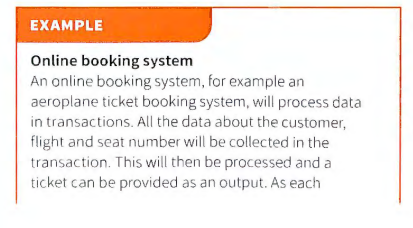 EXAMPLE
Online booking system
An online booking system, for example an
aeroplane ticket booking system, will process data
in transactions. All the data about the customer,
flight and seat number will be collected in the
transaction. This will then be processed and a
ticket can be provided as an output. As each